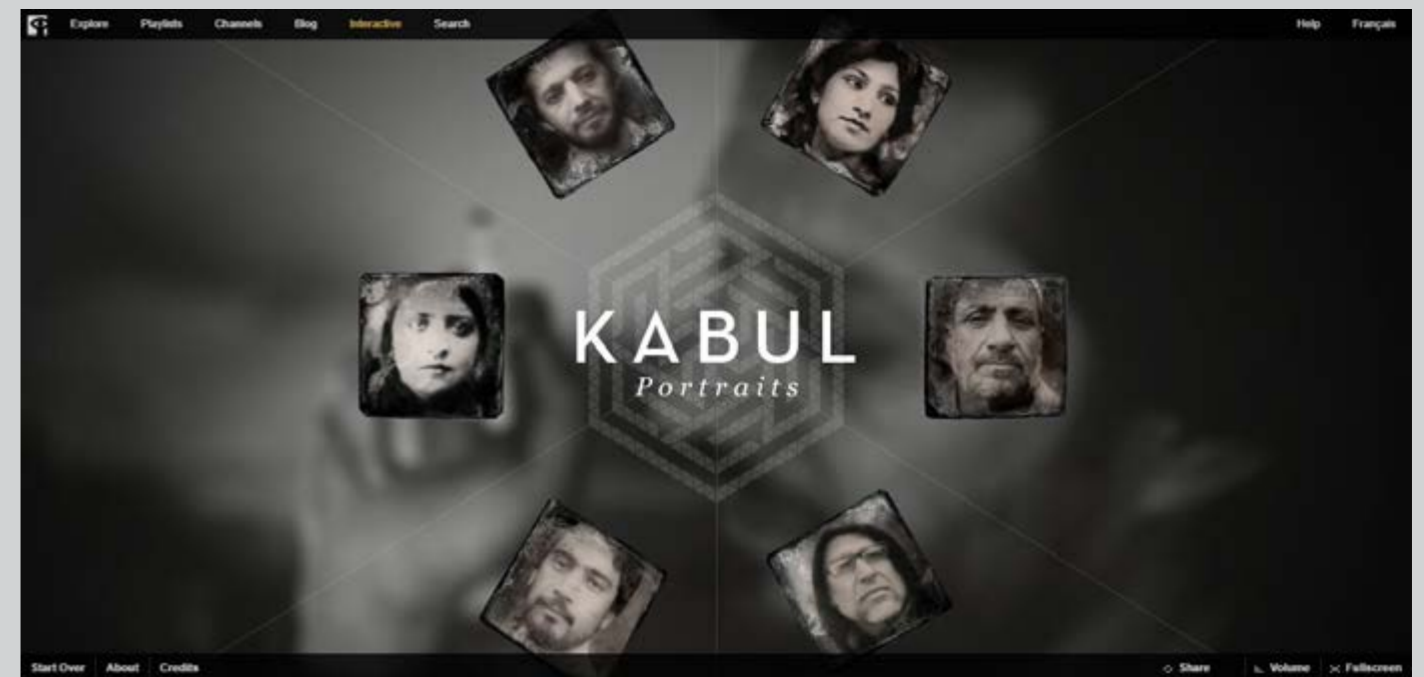 Explore Playlists Channels Blog Interactive Search Help Français
KABUL
Portraits
Start Over About Credits Share Volume Fullscreen